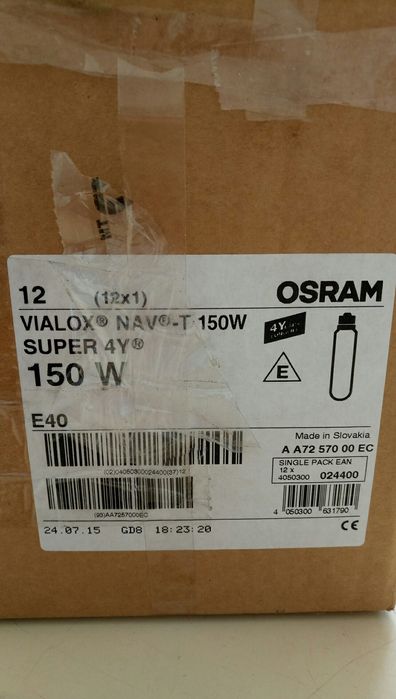 12 (12x1) OSRAM
VIALOX® NAV®-T 150W
SUPER 4Y®
4Y
150 W
E
E40
Made in Slovakia
A A72 570 00 EC
(02)04050300024400(37)12
SINGLE PACK EAN
12 x
4050300 024400
(93)AA7257000EC
4 050300 631790
24.07.15 GD8 18:23:20 CE